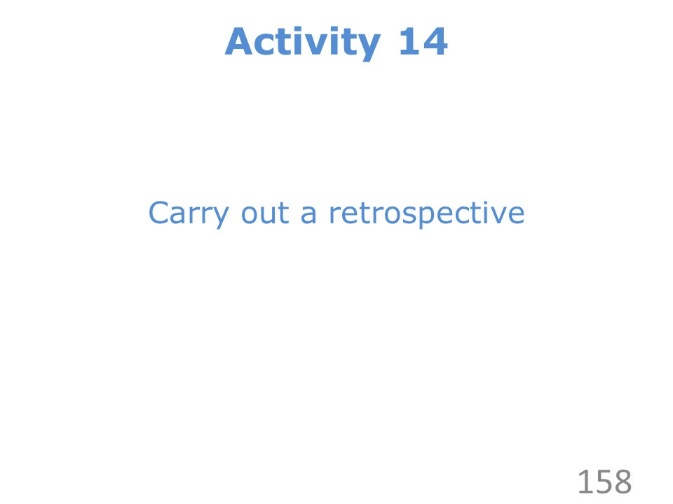 Activity 14
Carry out a retrospective
158